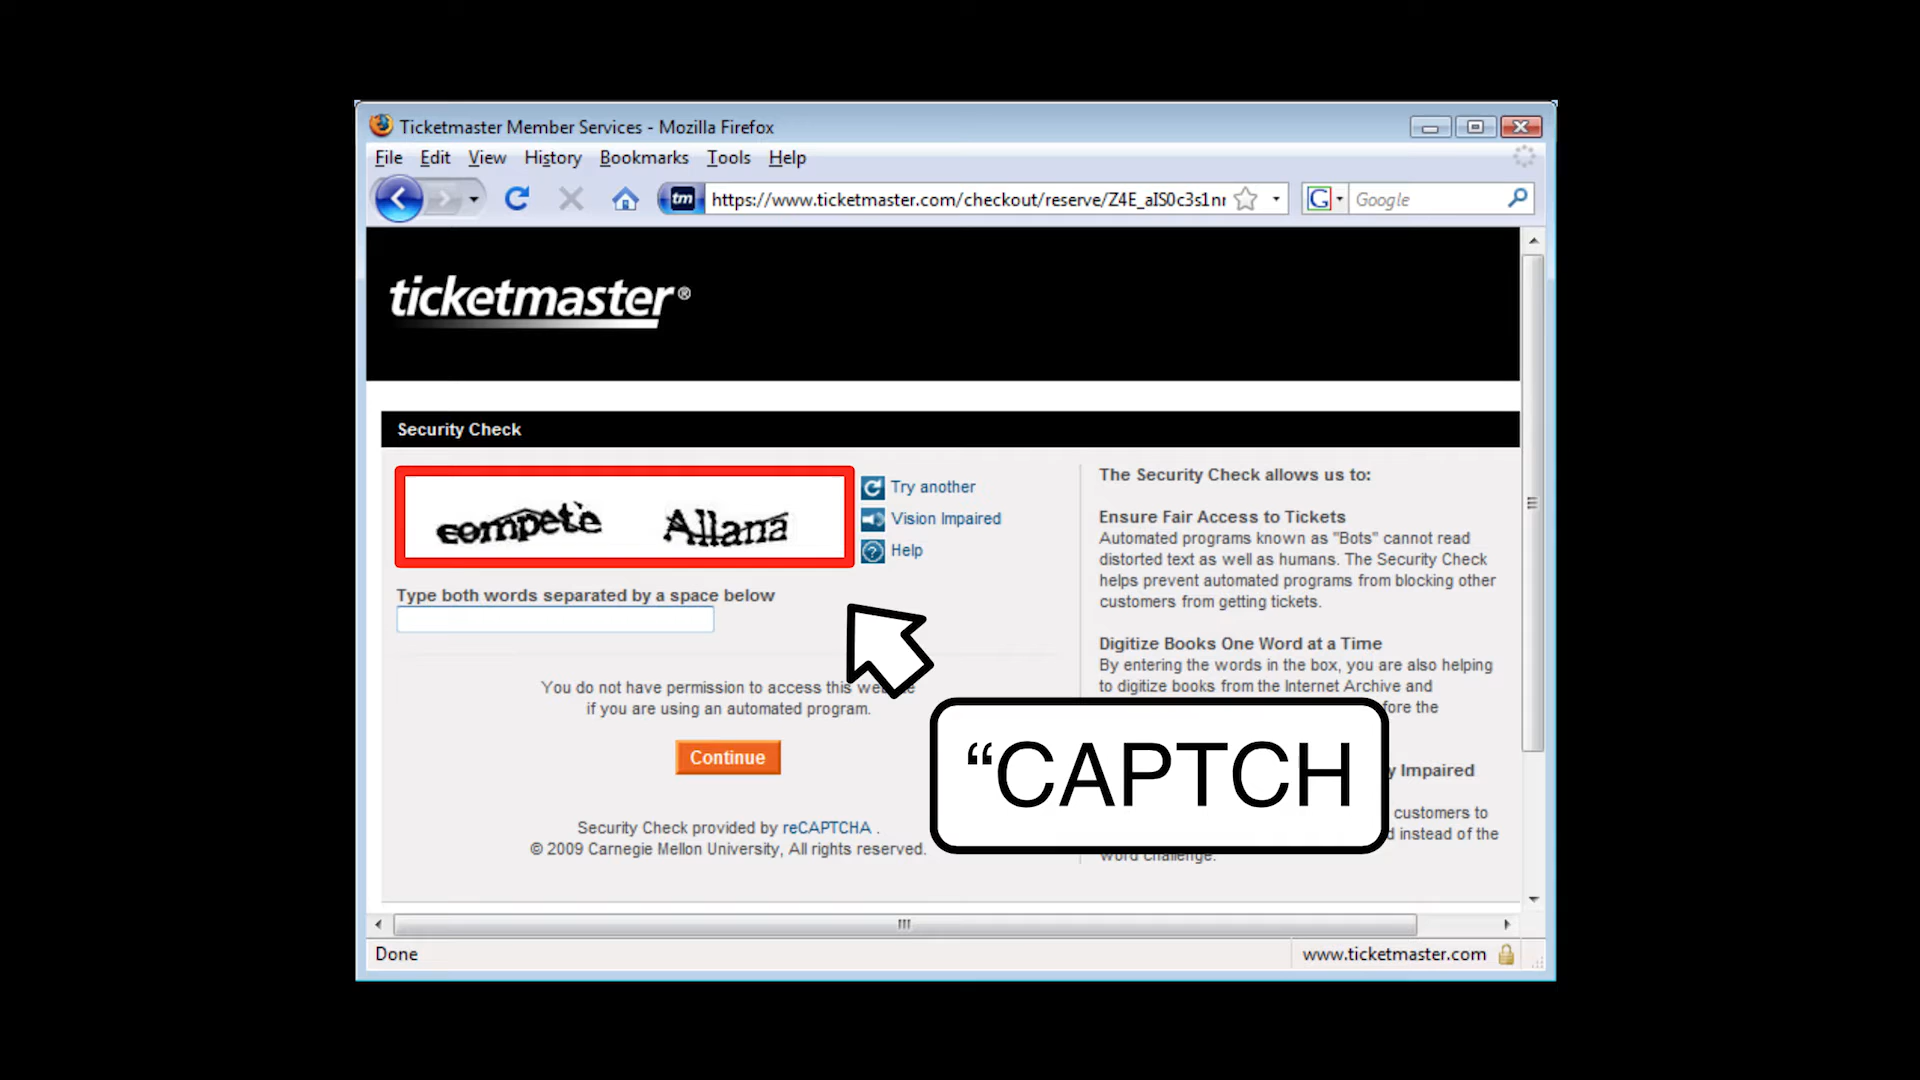 Ticketmaster Member Services - Mozilla Firefox
File Edit View History Bookmarks Tools Help
tm https://www.ticketmaster.com/checkout/reserve/Z4E_aIS0c3s1nr G Google
ticketmaster®
Security Check
compete Allana
Try another
Vision Impaired
Help
Type both words separated by a space below
You do not have permission to access this
if you are using an automated program.
Continue
Security Check provided by reCAPTCHA .
© 2009 Carnegie Mellon University, All rights reserved.
The Security Check allows us to:
Ensure Fair Access to Tickets
Automated programs known as "Bots" cannot read
distorted text as well as humans. The Security Check
helps prevent automated programs from blocking other
customers from getting tickets.
Digitize Books One Word at a Time
By entering the words in the box, you are also helping
to digitize books from the Internet Archive and
the
Impaired
customers to
instead of the
word challenge.
“CAPTCH
Done
www.ticketmaster.com